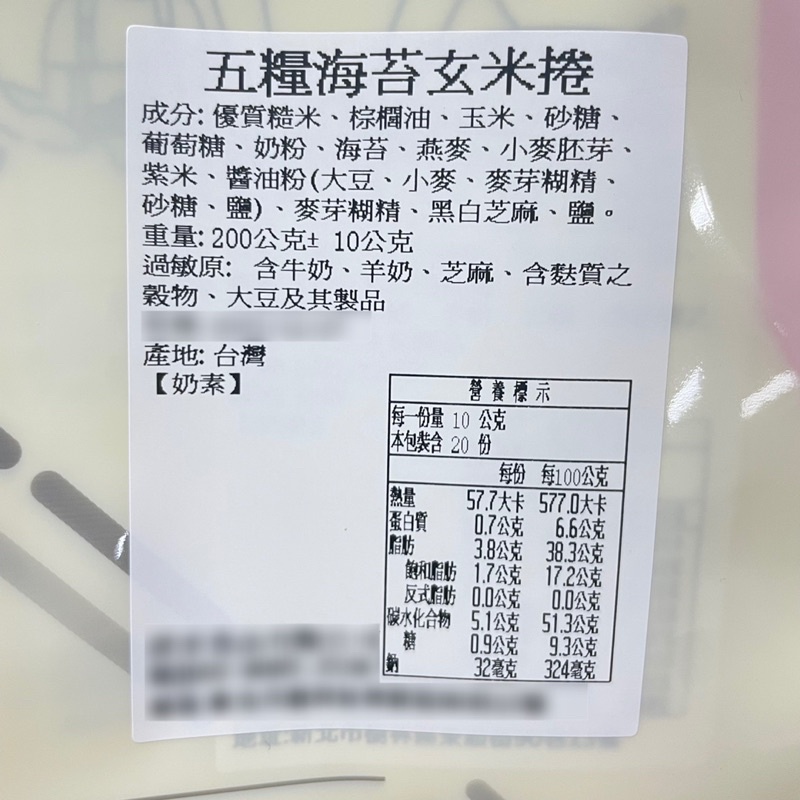 五糧海苔玄米捲
成分: 優質糙米、棕櫚油、玉米、砂糖、
葡萄糖、奶粉、海苔、燕麥、小麥胚芽、
紫米、醬油粉(大豆、小麥、麥芽糊精、
砂糖、鹽)、麥芽糊精、黑白芝麻、鹽。
重量: 200公克± 10公克
過敏原: 含牛奶、羊奶、芝麻、含麩質之
穀物、大豆及其製品
產地: 台灣
【奶素】
營養標示
每一份量 10 公克
本包裝含 20 份
每份 每100公克
熱量 57.7大卡 577.0大卡
蛋白質 0.7公克 6.6公克
脂肪 3.8公克 38.3公克
飽和脂肪 1.7公克 17.2公克
反式脂肪 0.0公克 0.0公克
碳水化合物 5.1公克 51.3公克
糖 0.9公克 9.3公克
鈉 32毫克 324毫克